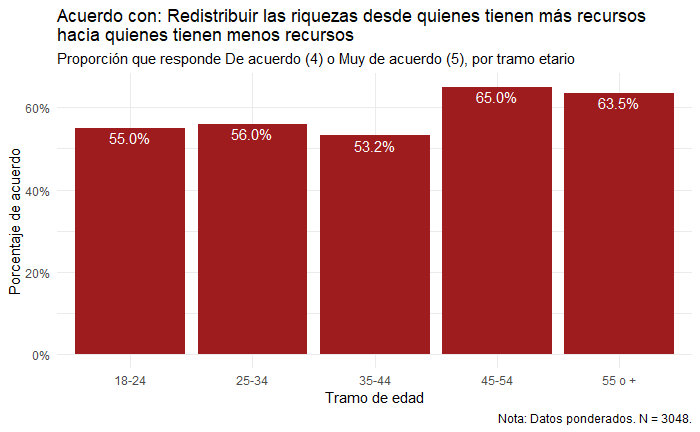 Acuerdo con: Redistribuir las riquezas desde quienes tienen más recursos
hacia quienes tienen menos recursos
Proporción que responde De acuerdo (4) o Muy de acuerdo (5), por tramo etario
Porcentaje de acuerdo
60%
40%
20%
0%
55.0%
56.0%
53.2%
65.0%
63.5%
18-24
25-34
35-44
45-54
55 o +
Tramo de edad
Nota: Datos ponderados. N = 3048.